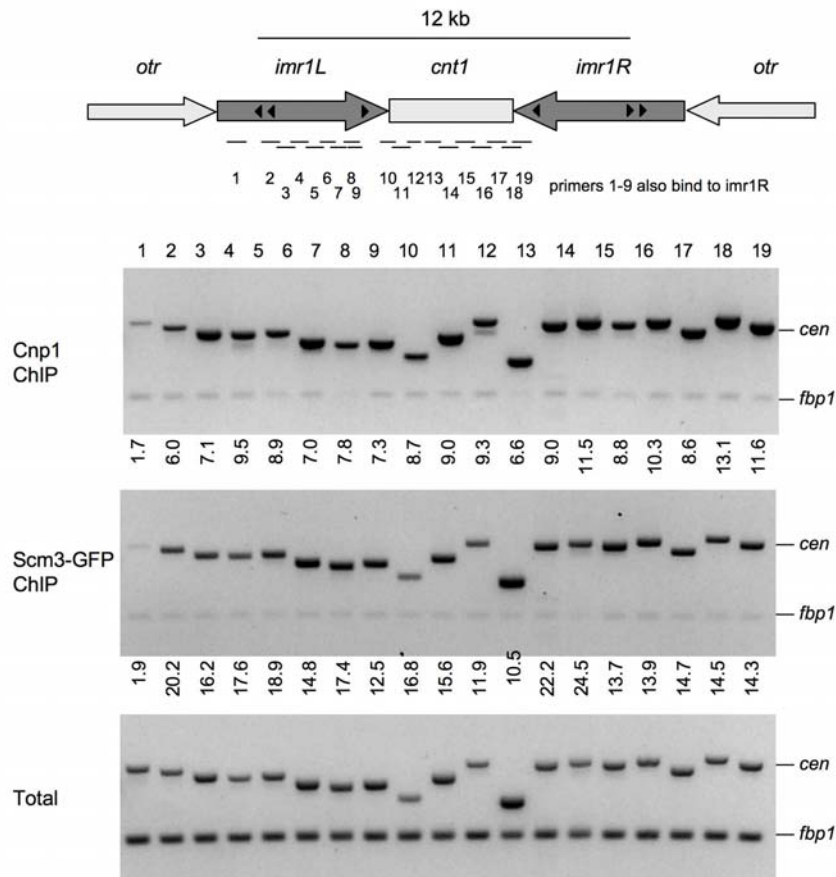 12 kb
otr imr1L cnt1 imr1R otr
1 2 4 6 8 10 12 13 15 17 19
3 5 7 9 11 14 16 18
primers 1-9 also bind to imr1R
1 2 3 4 5 6 7 8 9 10 11 12 13 14 15 16 17 18 19
Cnp1
ChIP
cen
fbp1
1.7 6.0 7.1 9.5 8.9 7.0 7.8 7.3 8.7 9.0 9.3 6.6 9.0 11.5 8.8 10.3 8.6 13.1 11.6
Scm3-GFP
ChIP
cen
fbp1
1.9 20.2 16.2 17.6 18.9 14.8 17.4 12.5 16.8 15.6 11.9 10.5 22.2 24.5 13.7 13.9 14.7 14.5 14.3
Total
cen
fbp1